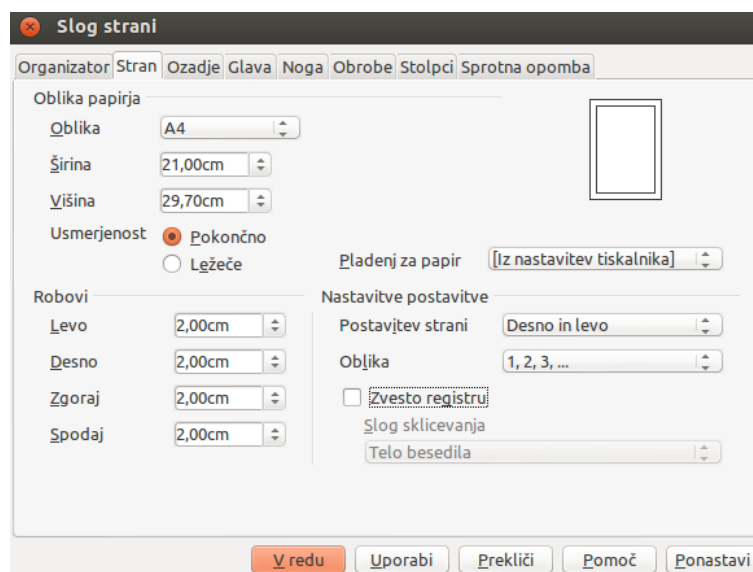 Slog strani
Organizator Stran Ozadje Glava Noga Obrobe Stolpci Sprotna opomba
Oblika papirja
Oblika A4
Širina 21,00cm
Višina 29,70cm
Usmerjenost Pokončno
Ležeče
Pladenj za papir [Iz nastavitev tiskalnika]
Robovi
Levo 2,00cm
Desno 2,00cm
Zgoraj 2,00cm
Spodaj 2,00cm
Nastavitve postavitve
Postavitev strani Desno in levo
Oblika 1, 2, 3, ...
Zvesto registru
Slog sklicevanja
Telo besedila
V redu Uporabi Prekliči Pomoč Ponastavi